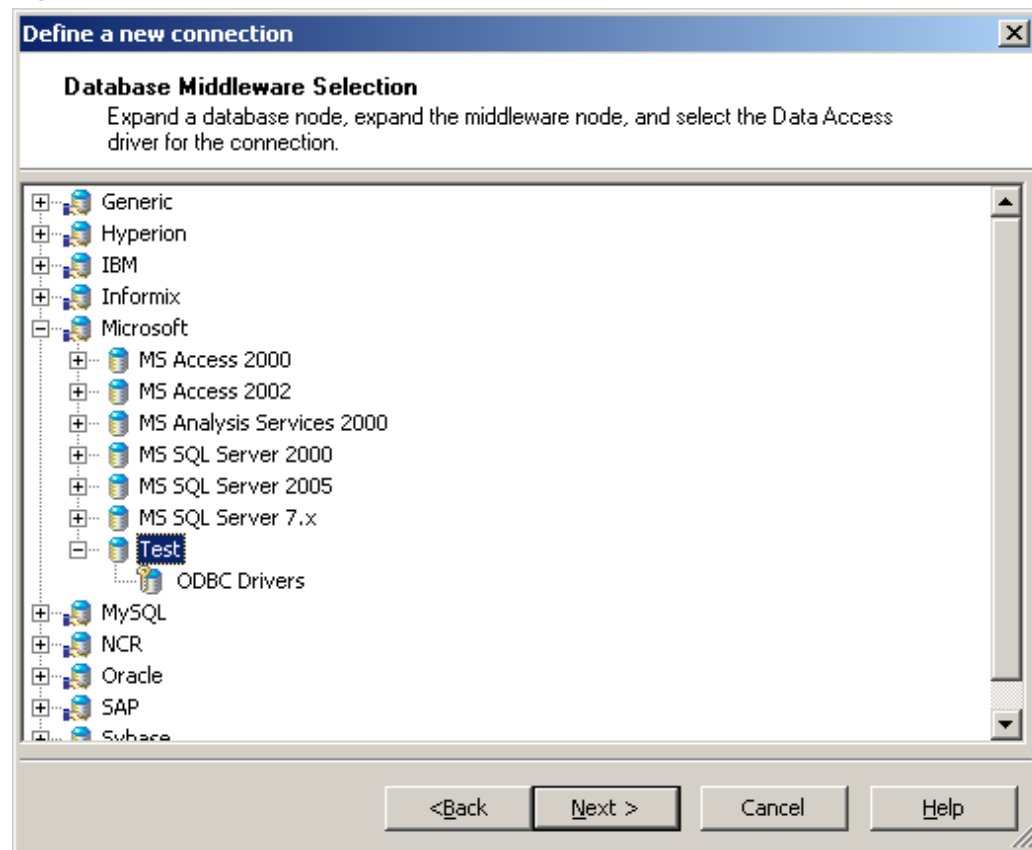 Define a new connection
Database Middleware Selection
Expand a database node, expand the middleware node, and select the Data Access
driver for the connection.
Generic
Hyperion
IBM
Informix
Microsoft
MS Access 2000
MS Access 2002
MS Analysis Services 2000
MS SQL Server 2000
MS SQL Server 2005
MS SQL Server 7.x
Test
ODBC Drivers
MySQL
NCR
Oracle
SAP
Sybase
<Back Next > Cancel Help